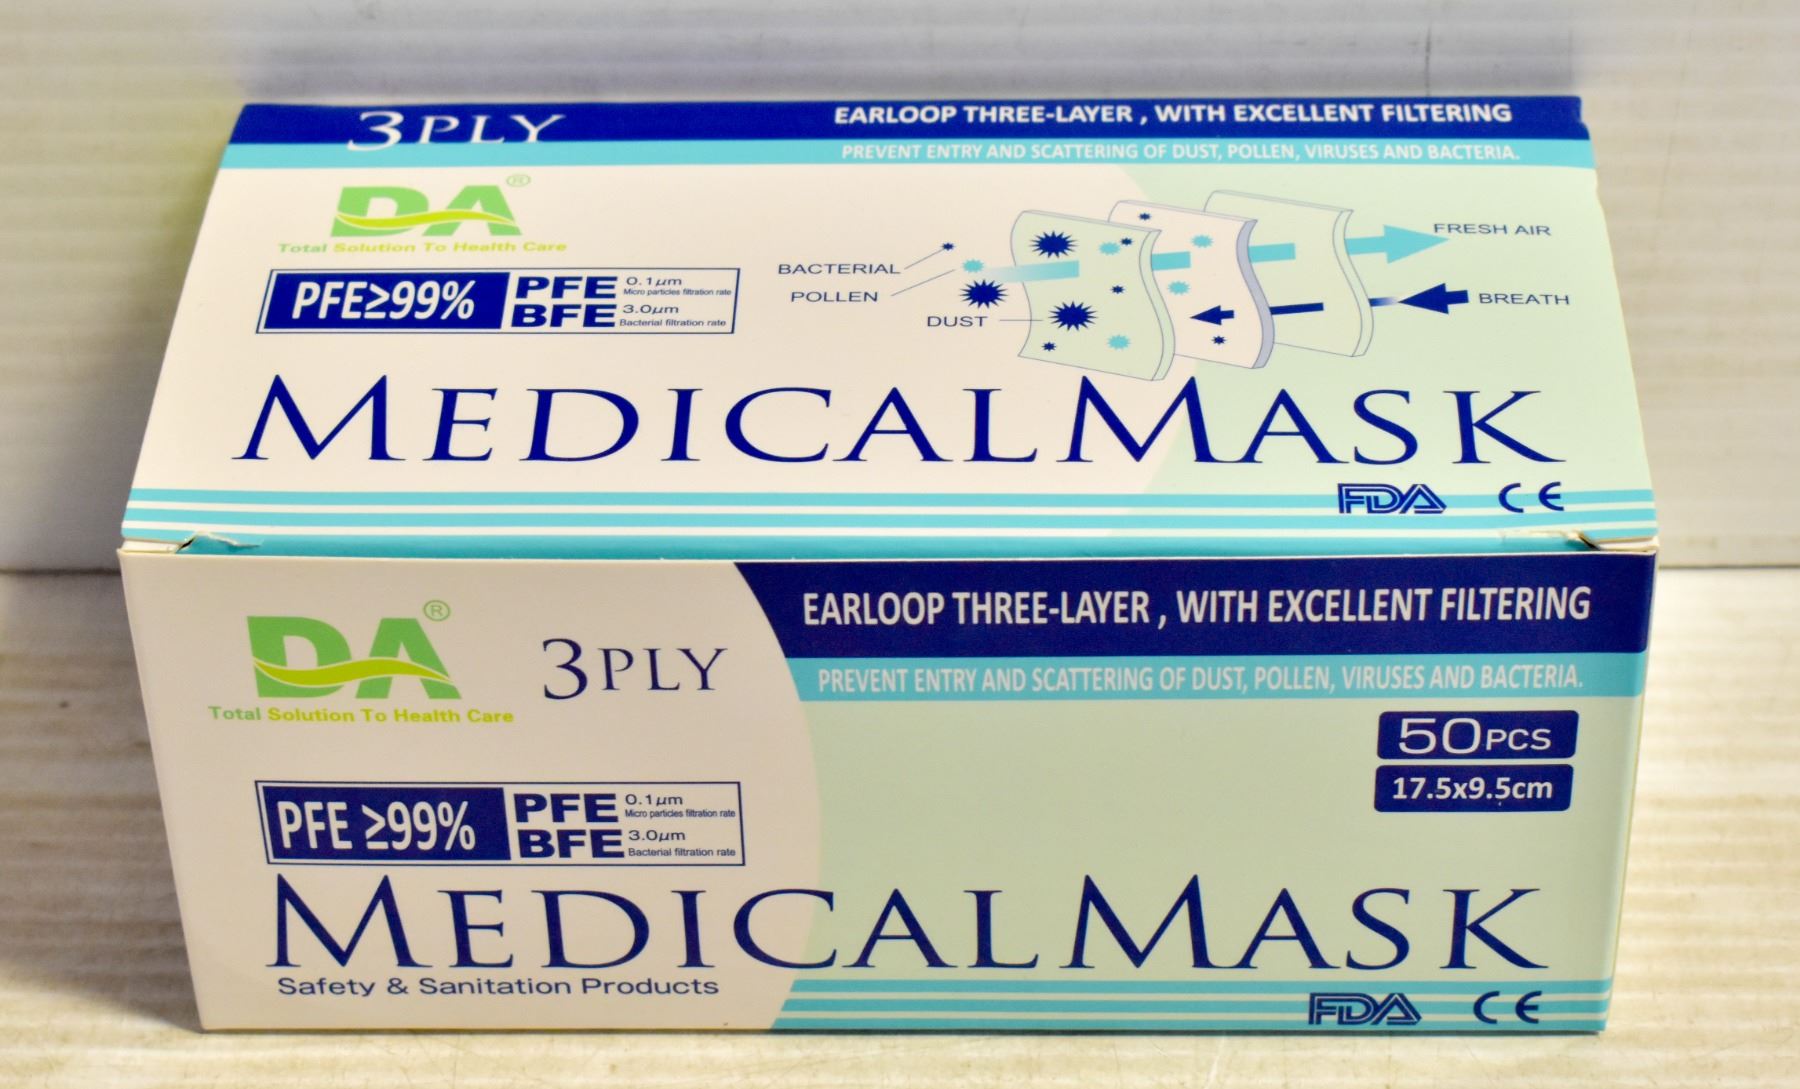 3PLY
EARLOOP THREE-LAYER , WITH EXCELLENT FILTERING
PREVENT ENTRY AND SCATTERING OF DUST, POLLEN, VIRUSES AND BACTERIA.
DA®
Total Solution To Health Care
PFE≥99%
PFE 0.1μm
Micro particles filtration rate
BFE 3.0μm
Bacterial filtration rate
BACTERIAL
POLLEN
DUST
FRESH AIR
BREATH
MEDICAL MASK
FDA CE
DA®
Total Solution To Health Care
3PLY
EARLOOP THREE-LAYER , WITH EXCELLENT FILTERING
PREVENT ENTRY AND SCATTERING OF DUST, POLLEN, VIRUSES AND BACTERIA.
50PCS
17.5x9.5cm
PFE ≥99%
PFE 0.1μm
Micro particles filtration rate
BFE 3.0μm
Bacterial filtration rate
MEDICAL MASK
Safety & Sanitation Products
FDA CE